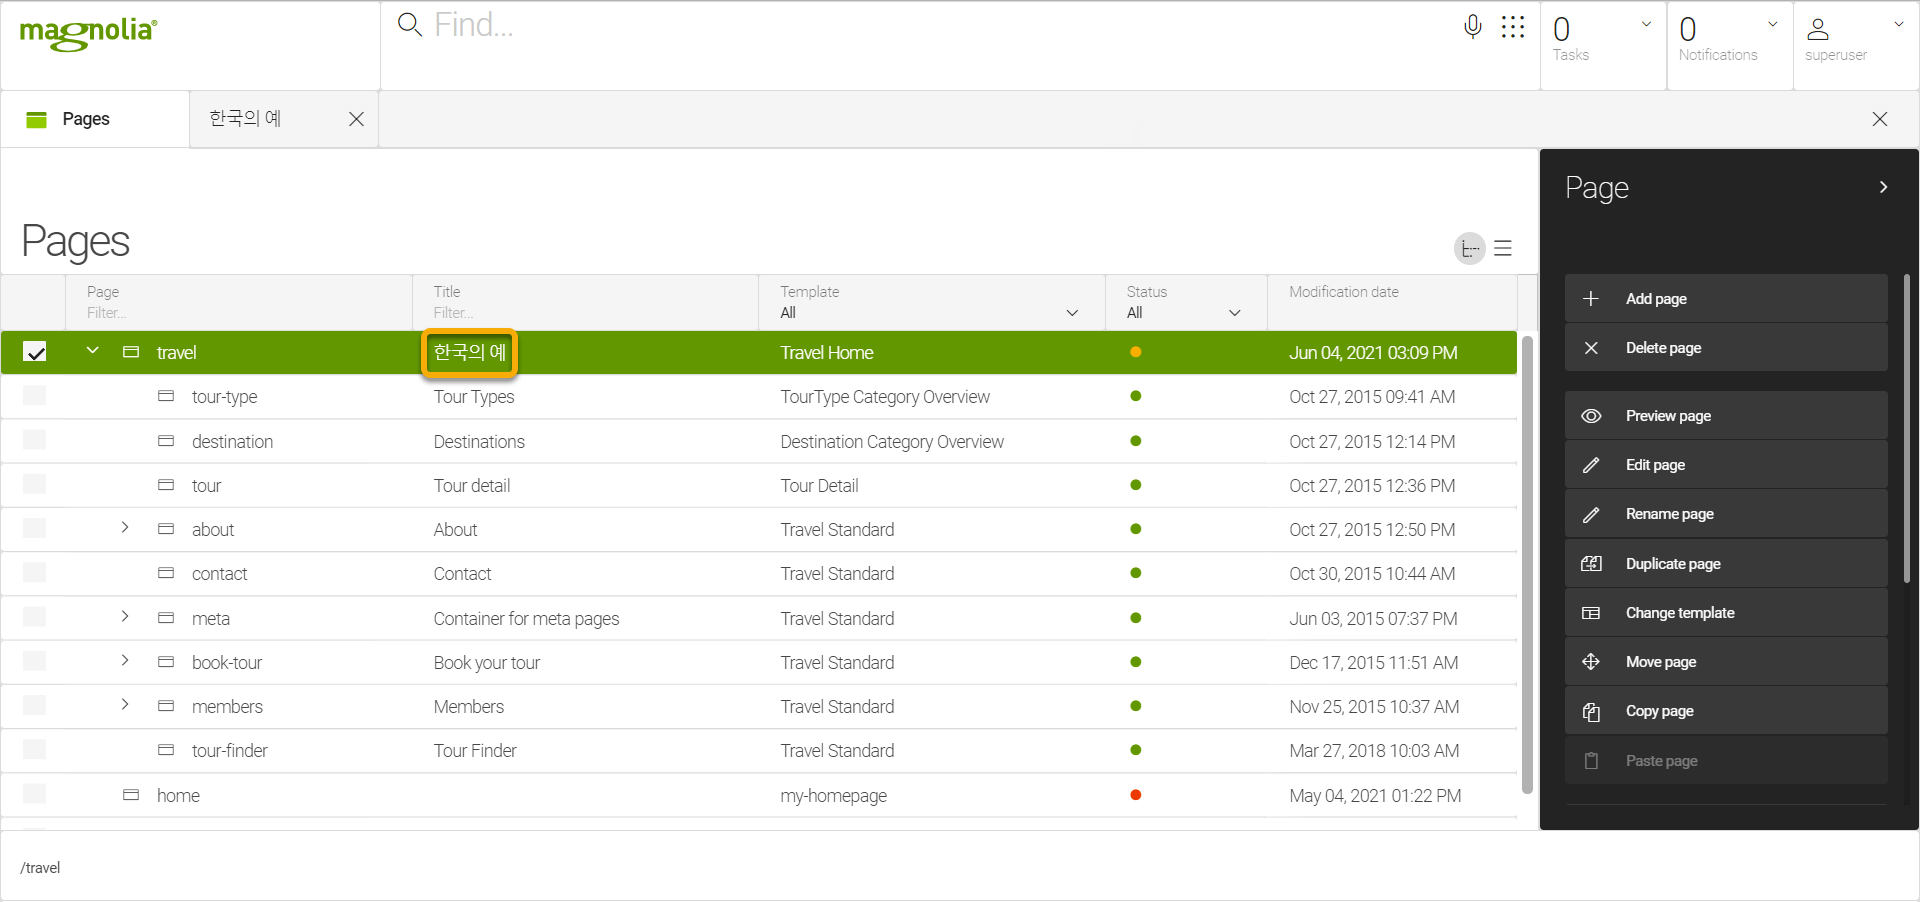 magnolia®
Find...
0
Tasks
0
Notifications
superuser
Pages
한국의 예
Pages
Page Title Template Status Modification date
Filter... Filter... All All
travel 한국의 예 Travel Home Jun 04, 2021 03:09 PM
tour-type Tour Types TourType Category Overview Oct 27, 2015 09:41 AM
destination Destinations Destination Category Overview Oct 27, 2015 12:14 PM
tour Tour detail Tour Detail Oct 27, 2015 12:36 PM
about About Travel Standard Oct 27, 2015 12:50 PM
contact Contact Travel Standard Oct 30, 2015 10:44 AM
meta Container for meta pages Travel Standard Jun 03, 2015 07:37 PM
book-tour Book your tour Travel Standard Dec 17, 2015 11:51 AM
members Members Travel Standard Nov 25, 2015 10:37 AM
tour-finder Tour Finder Travel Standard Mar 27, 2018 10:03 AM
home my-homepage May 04, 2021 01:22 PM
/travel
Page
Add page
Delete page
Preview page
Edit page
Rename page
Duplicate page
Change template
Move page
Copy page
Paste page